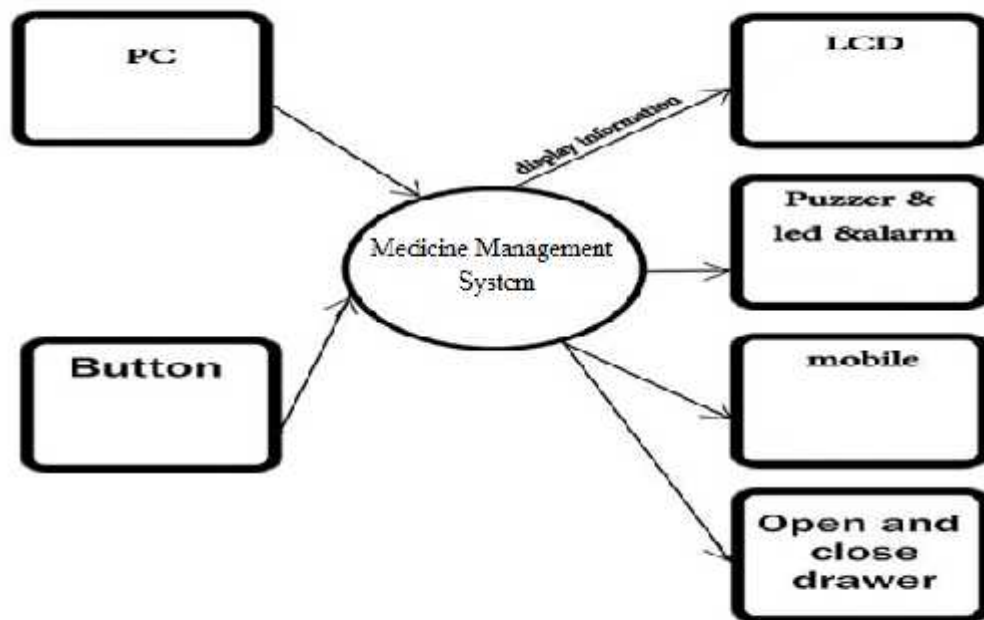 PC
LCD
display information
Puzzer &
led &alarm
Medicine Management
System
Button
mobile
Open and
close
drawer